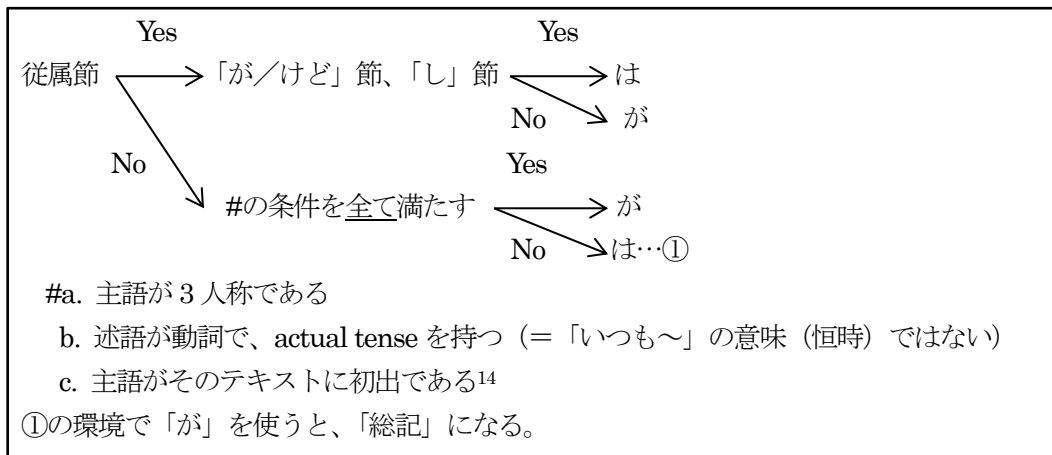 Yes Yes
従属節 「が／けど」節、「し」節 は
No が
No Yes
#の条件を全て満たす が
No は…①
#a. 主語が 3 人称である
b. 述語が動詞で、actual tense を持つ（＝「いつも～」の意味（恒時）ではない）
c. 主語がそのテキストに初出である14
①の環境で「が」を使うと、「総記」になる。